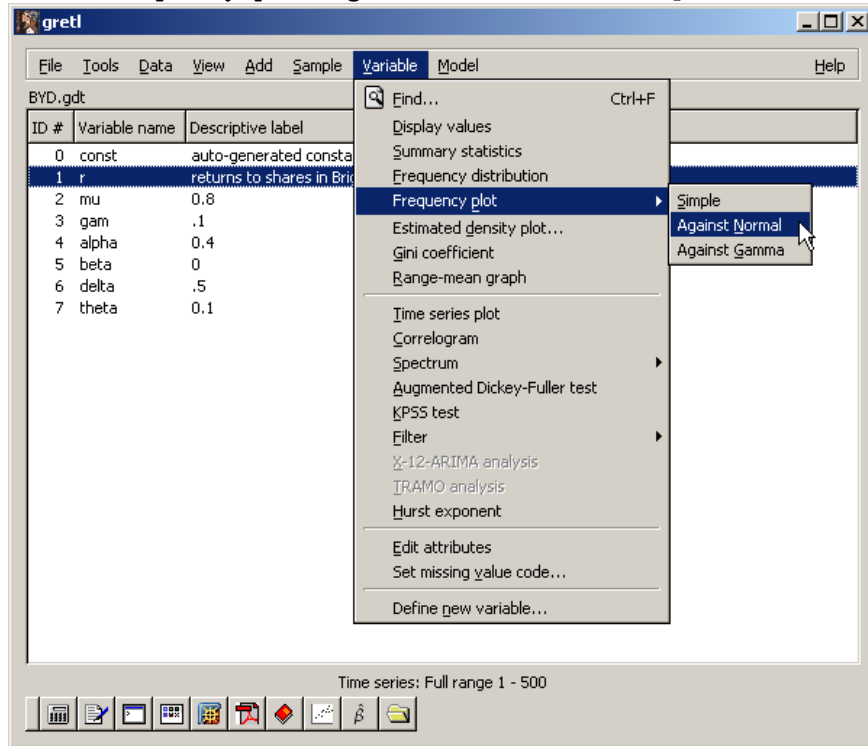 gretl
File Tools Data View Add Sample Variable Model Help
BYD.gdt
ID # Variable name Descriptive label
0 const auto-generated consta
1 r returns to shares in Brig
2 mu 0.8
3 gam .1
4 alpha 0.4
5 beta 0
6 delta .5
7 theta 0.1
Find... Ctrl+F
Display values
Summary statistics
Frequency distribution
Frequency plot
Estimated density plot...
Gini coefficient
Range-mean graph
Time series plot
Correlogram
Spectrum
Augmented Dickey-Fuller test
KPSS test
Filter
X-12-ARIMA analysis
TRAMO analysis
Hurst exponent
Edit attributes
Set missing value code...
Define new variable...
Simple
Against Normal
Against Gamma
Time series: Full range 1 - 500
β̂